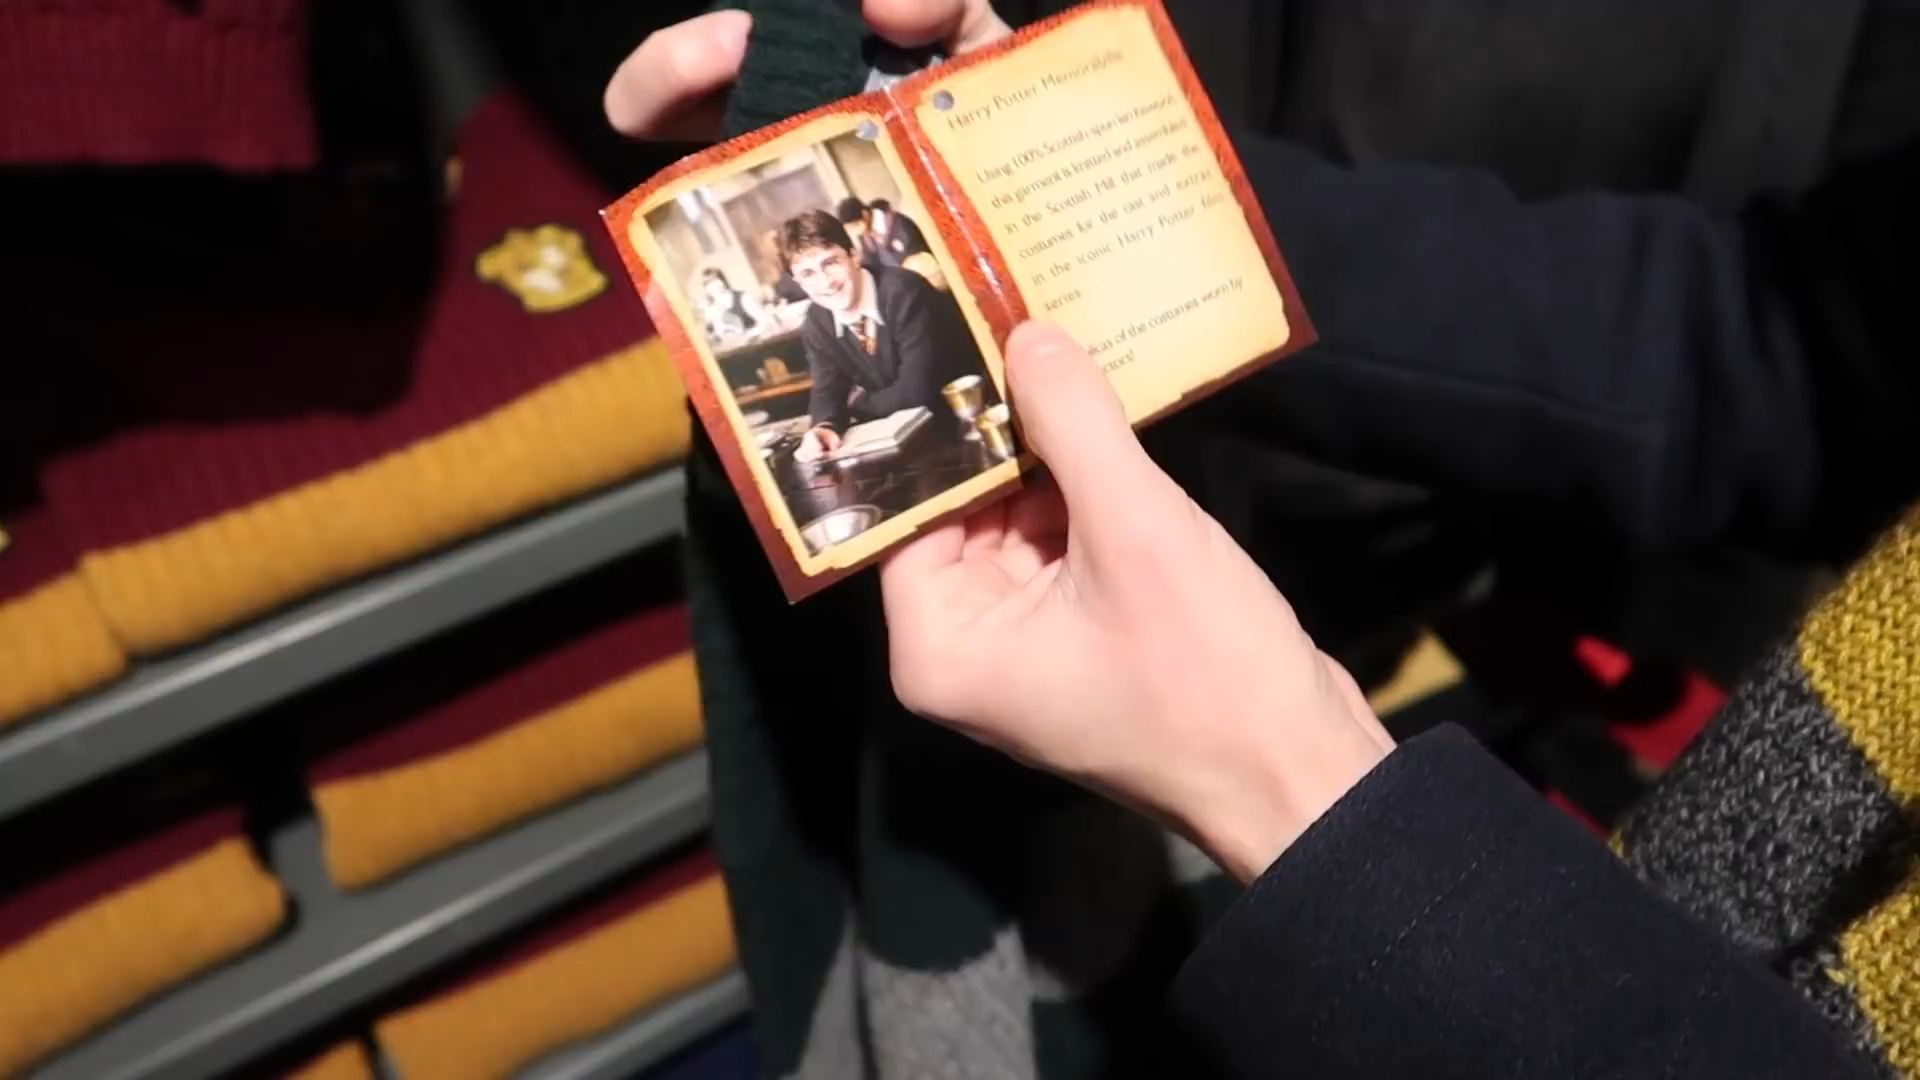 Harry Potter Memorabilia
Using 100% Scottish spun lambswool,
this garment is knitted and assembled
in the Scottish Mill that made the
costumes for the cast and extras
in the iconic Harry Potter film
series
of the costumes worn by